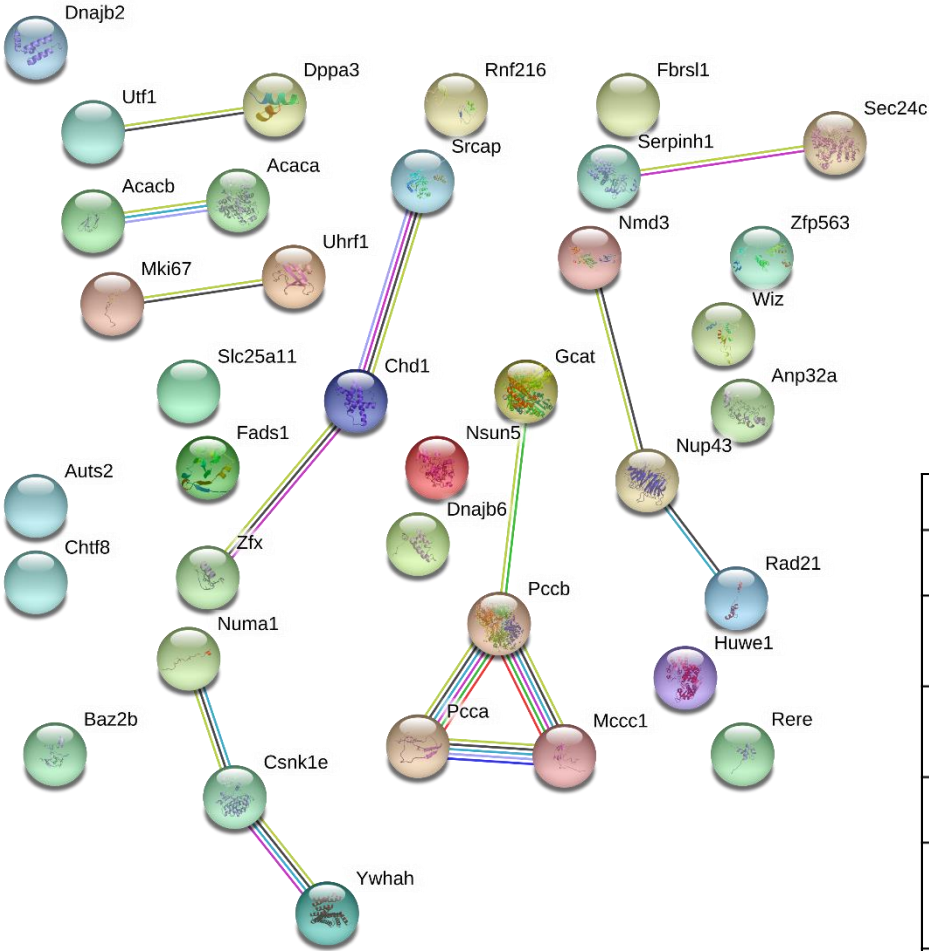 Dnajb2
Dppa3
Rnf216
Fbrsl1
Utf1
Sec24c
Srcap
Serpinh1
Acaca
Acacb
Nmd3
Zfp563
Uhrf1
Mki67
Wiz
Slc25a11
Chd1
Gcat
Anp32a
Fads1
Nsun5
Nup43
Auts2
Dnajb6
Zfx
Chtf8
Rad21
Pccb
Numa1
Huwe1
Baz2b
Pcca
Mccc1
Rere
Csnk1e
Ywhah